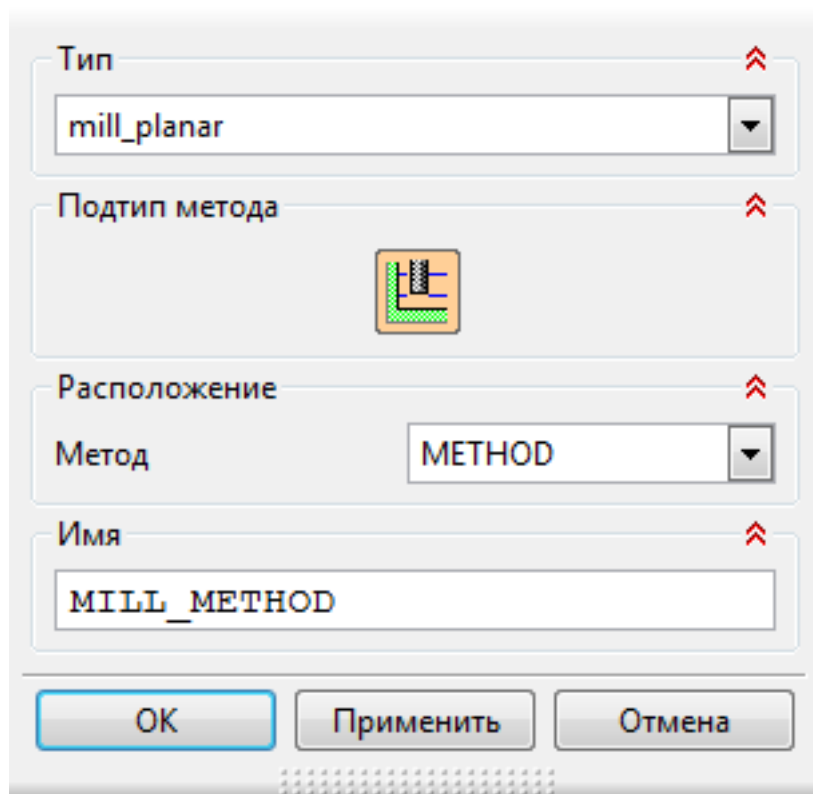 Тип
mill_planar
Подтип метода
Расположение
Метод METHOD
Имя
MILL_METHOD
OK Применить Отмена